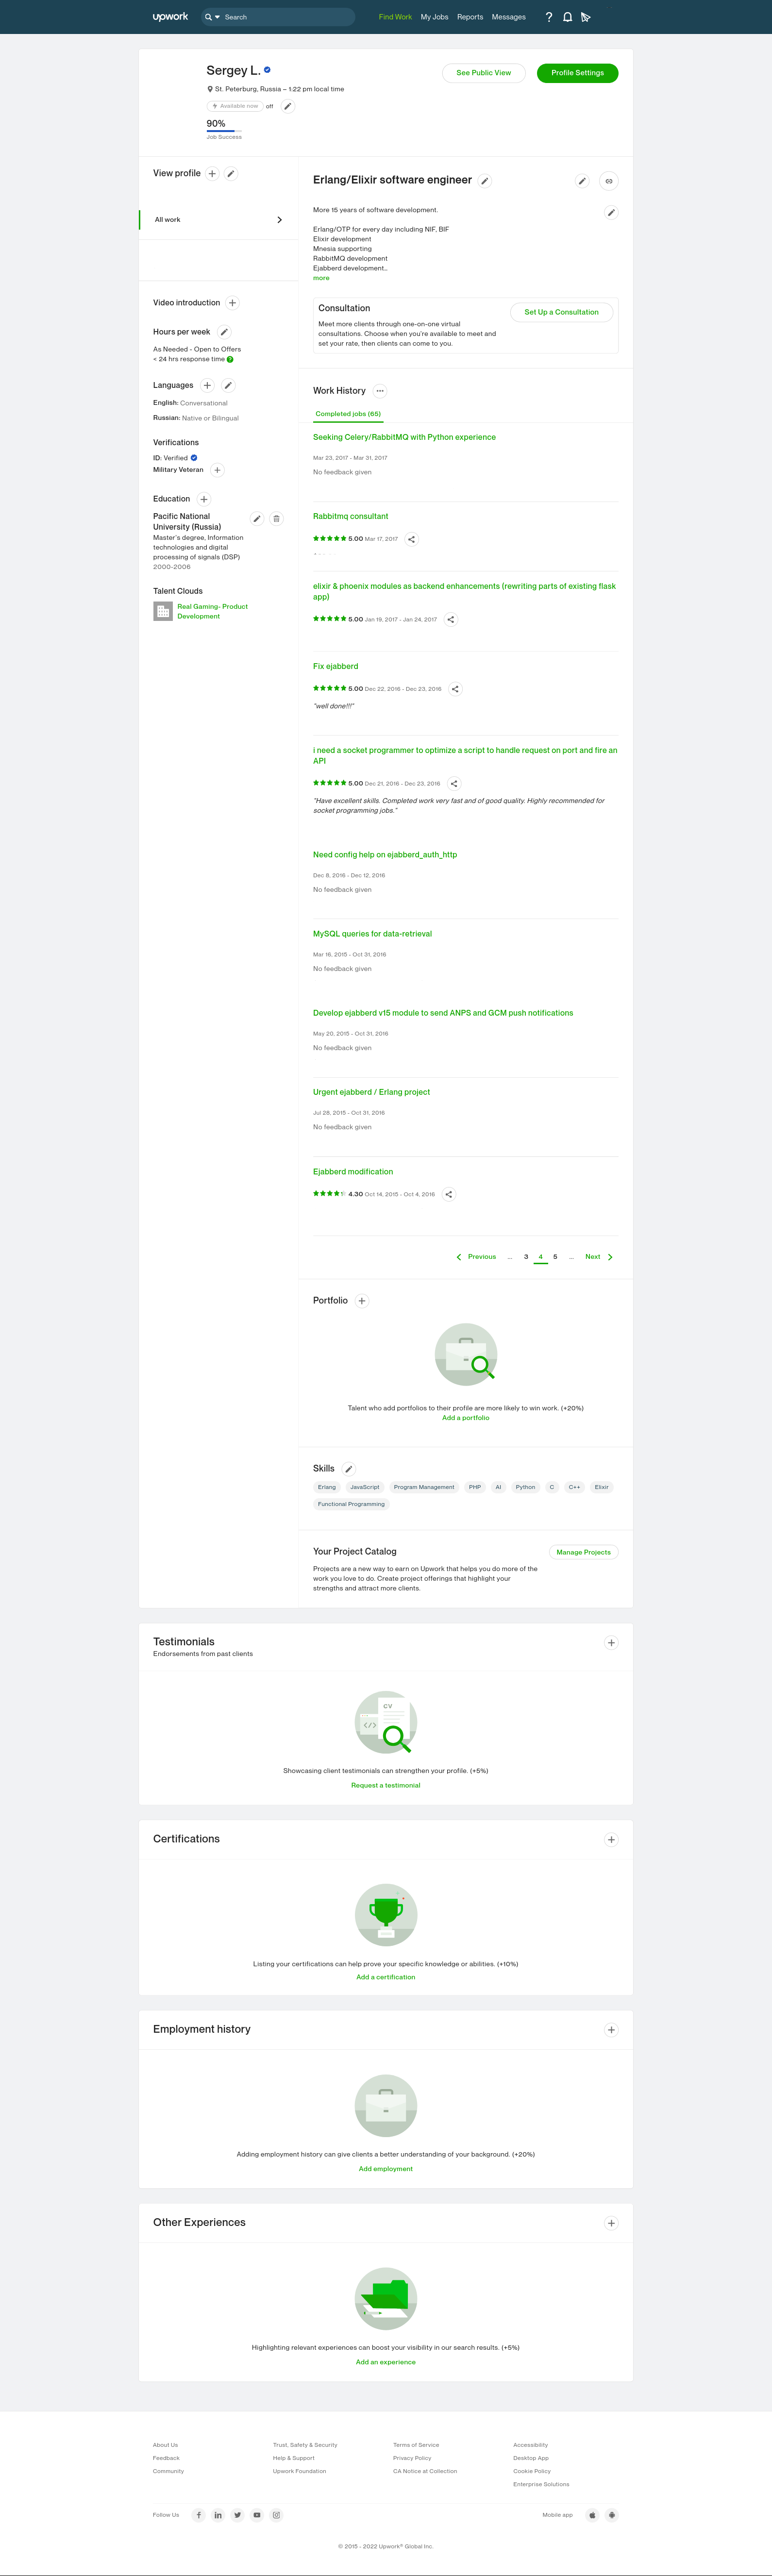 upwork
Search
Find Work My Jobs Reports Messages
Sergey L.
St. Peterburg, Russia – 1:22 pm local time
Available now off
90%
Job Success
See Public View
Profile Settings
View profile
All work
Video introduction
Hours per week
As Needed - Open to Offers
< 24 hrs response time
Languages
English: Conversational
Russian: Native or Bilingual
Verifications
ID: Verified
Military Veteran
Education
Pacific National
University (Russia)
Master's degree, Information
technologies and digital
processing of signals (DSP)
2000-2006
Talent Clouds
Real Gaming- Product
Development
Erlang/Elixir software engineer
More 15 years of software development.
Erlang/OTP for every day including NIF, BIF
Elixir development
Mnesia supporting
RabbitMQ development
Ejabberd development...
more
Consultation
Meet more clients through one-on-one virtual
consultations. Choose when you're available to meet and
set your rate, then clients can come to you.
Set Up a Consultation
Work History
Completed jobs (65)
Seeking Celery/RabbitMQ with Python experience
Mar 23, 2017 - Mar 31, 2017
No feedback given
Rabbitmq consultant
5.00 Mar 17, 2017
elixir & phoenix modules as backend enhancements (rewriting parts of existing flask
app)
5.00 Jan 19, 2017 - Jan 24, 2017
Fix ejabberd
5.00 Dec 22, 2016 - Dec 23, 2016
"well done!!!"
i need a socket programmer to optimize a script to handle request on port and fire an
API
5.00 Dec 21, 2016 - Dec 23, 2016
"Have excellent skills. Completed work very fast and of good quality. Highly recommended for
socket programming jobs."
Need config help on ejabberd_auth_http
Dec 8, 2016 - Dec 12, 2016
No feedback given
MySQL queries for data-retrieval
Mar 16, 2015 - Oct 31, 2016
No feedback given
Develop ejabberd v15 module to send ANPS and GCM push notifications
May 20, 2015 - Oct 31, 2016
No feedback given
Urgent ejabberd / Erlang project
Jul 28, 2015 - Oct 31, 2016
No feedback given
Ejabberd modification
4.30 Oct 14, 2015 - Oct 4, 2016
Previous ... 3 4 5 ... Next
Portfolio
Talent who add portfolios to their profile are more likely to win work. (+20%)
Add a portfolio
Skills
Erlang JavaScript Program Management PHP AI Python C C++ Elixir
Functional Programming
Your Project Catalog
Manage Projects
Projects are a new way to earn on Upwork that helps you do more of the
work you love to do. Create project offerings that highlight your
strengths and attract more clients.
Testimonials
Endorsements from past clients
CV
</>
Showcasing client testimonials can strengthen your profile. (+5%)
Request a testimonial
Certifications
Listing your certifications can help prove your specific knowledge or abilities. (+10%)
Add a certification
Employment history
Adding employment history can give clients a better understanding of your background. (+20%)
Add employment
Other Experiences
Highlighting relevant experiences can boost your visibility in our search results. (+5%)
Add an experience
About Us Trust, Safety & Security Terms of Service Accessibility
Feedback Help & Support Privacy Policy Desktop App
Community Upwork Foundation CA Notice at Collection Cookie Policy
Enterprise Solutions
Follow Us
Mobile app
© 2015 - 2022 Upwork® Global Inc.